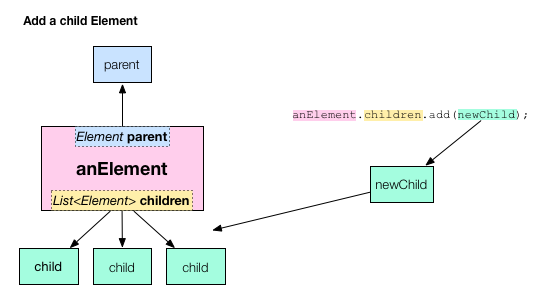 Add a child Element
parent
anElement.children.add(newChild);
Element parent
anElement
newChild
List<Element> children
child
child
child